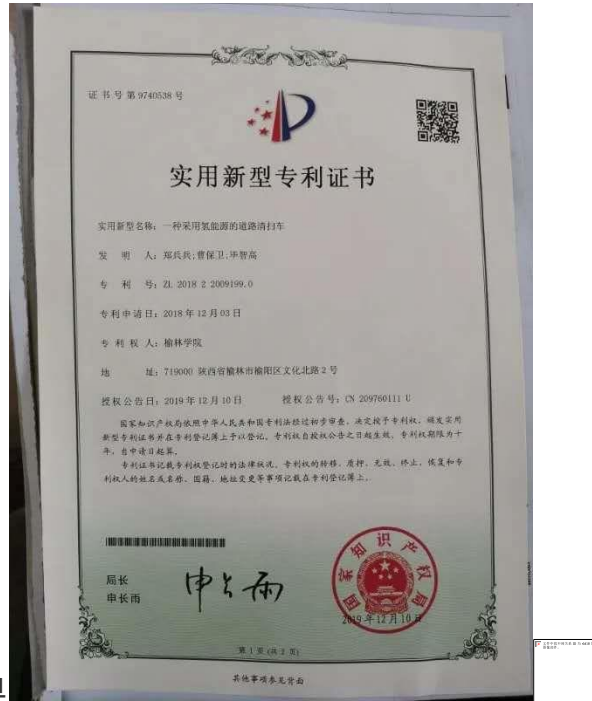 证书号第9740538号
实用新型专利证书
实用新型名称：一种采用氢能源的道路清扫车
发 明 人：郑兵兵;曹保卫;毕智高
专 利 号：ZL 2018 2 2009199.0
专利申请日：2018年12月03日
专 利 权 人：榆林学院
地 址：719000 陕西省榆林市榆阳区文化北路2号
授权公告日：2019年12月10日 授权公告号：CN 209760111 U
国家知识产权局依照中华人民共和国专利法经过初步审查，决定授予专利权，颁发实用
新型专利证书并在专利登记簿上予以登记。专利权自授权公告之日起生效。专利权期限为十
年，自申请日起算。
专利证书记载专利权登记时的法律状况。专利权的转移、质押、无效、终止、恢复和专
利权人的姓名或名称、国籍、地址变更等事项记载在专利登记簿上。
局长
申长雨
申长雨
国家知识产权局
2019年12月10日
第 1 页 (共 2 页)
其他事项参见背面